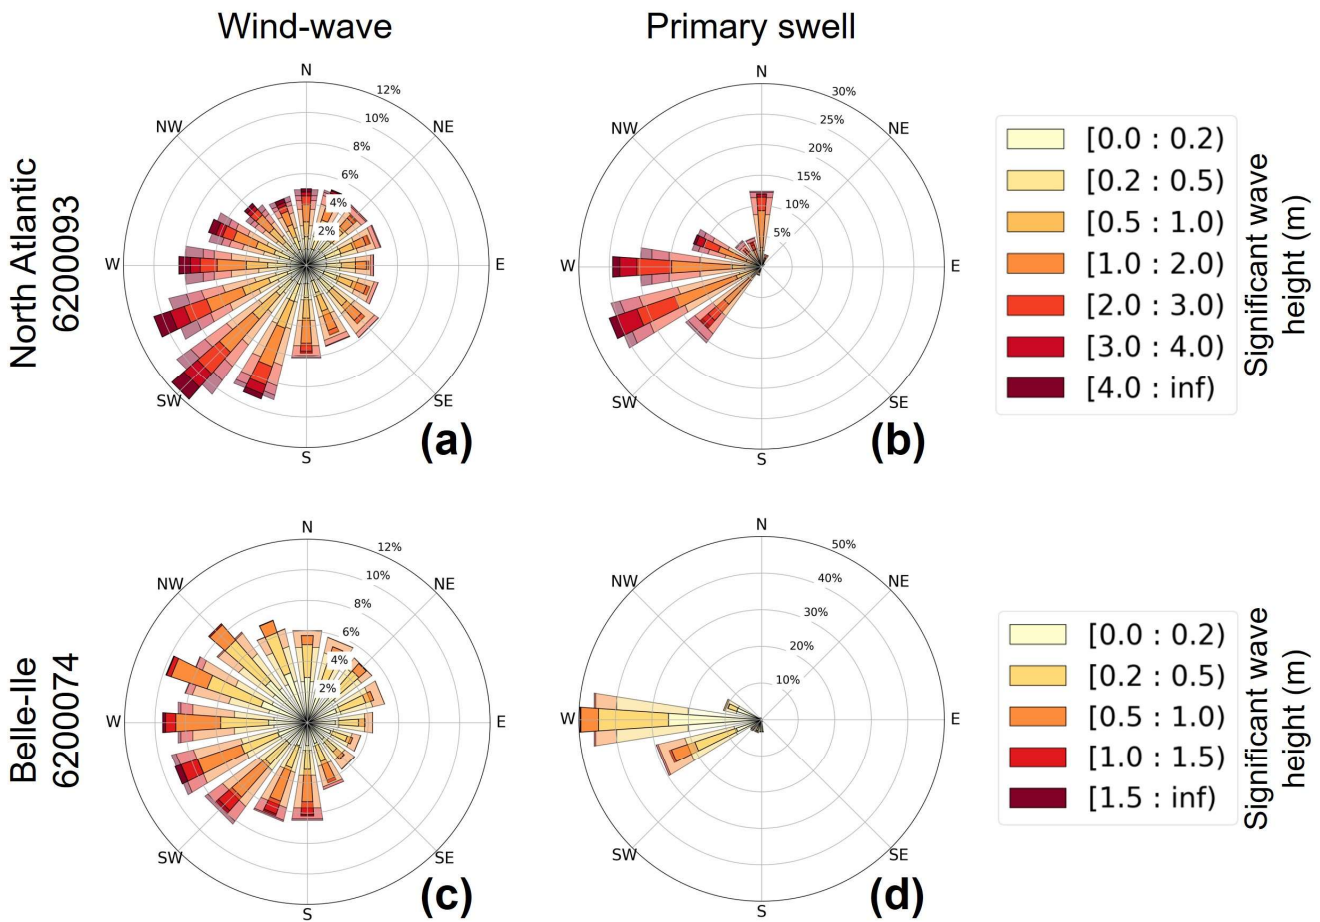 Wind-wave
Primary swell
North Atlantic
6200093
N
NE
E
SE
S
SW
W
NW
2%
4%
6%
8%
10%
12%
(a)
N
NE
E
SE
S
SW
W
NW
5%
10%
15%
20%
25%
30%
(b)
[0.0 : 0.2)
[0.2 : 0.5)
[0.5 : 1.0)
[1.0 : 2.0)
[2.0 : 3.0)
[3.0 : 4.0)
[4.0 : inf)
Significant wave
height (m)
Belle-Ile
6200074
N
NE
E
SE
S
SW
W
NW
2%
4%
6%
8%
10%
12%
(c)
N
NE
E
SE
S
SW
W
NW
10%
20%
30%
40%
50%
(d)
[0.0 : 0.2)
[0.2 : 0.5)
[0.5 : 1.0)
[1.0 : 1.5)
[1.5 : inf)
Significant wave
height (m)